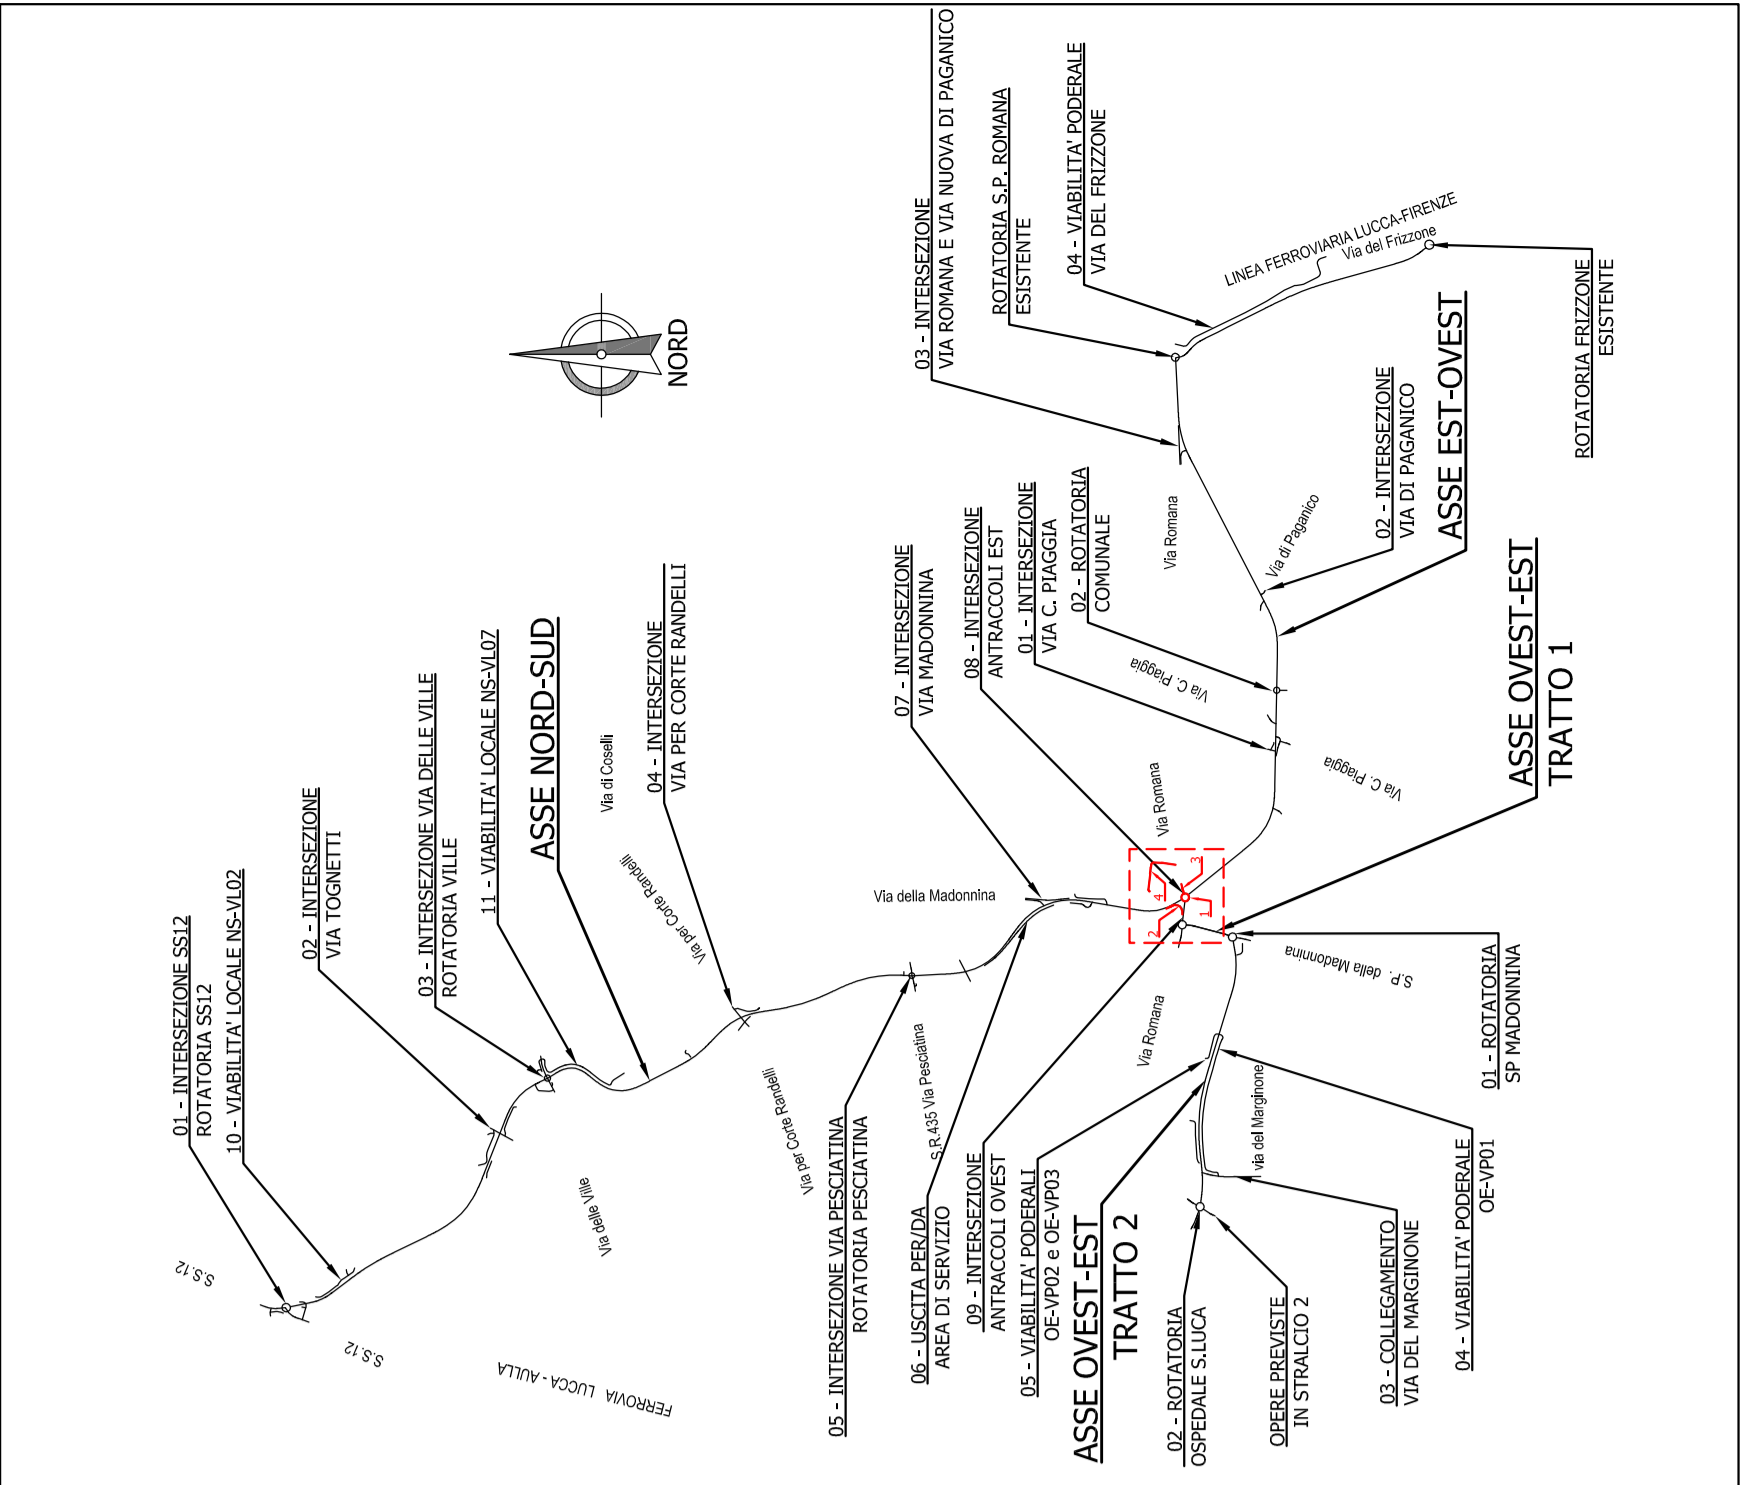 01 - INTERSEZIONE SS12
ROTATORIA SS12
10 - VIABILITA' LOCALE NS-VL02
02 - INTERSEZIONE
VIA TOGNETTI
03 - INTERSEZIONE VIA DELLE VILLE
ROTATORIA VILLE
11 - VIABILITA' LOCALE NS-VL07
ASSE NORD-SUD
Via di Coselli
04 - INTERSEZIONE
VIA PER CORTE RANDELLI
Via per Corte Randelli
S.S.12
S.S.12
FERROVIA LUCCA - AULLA
Via delle Ville
Via per Corte Randelli
NORD
05 - INTERSEZIONE VIA PESCIATINA
ROTATORIA PESCIATINA
S.R.435 Via Pesciatina
06 - USCITA PER/DA
AREA DI SERVIZIO
Via della Madonnina
07 - INTERSEZIONE
VIA MADONNINA
08 - INTERSEZIONE
ANTRACCOLI EST
09 - INTERSEZIONE
ANTRACCOLI OVEST
05 - VIABILITA' PODERALI
OE-VP02 e OE-VP03
ASSE OVEST-EST
TRATTO 2
02 - ROTATORIA
OSPEDALE S.LUCA
OPERE PREVISTE
IN STRALCIO 2
03 - COLLEGAMENTO
VIA DEL MARGINONE
04 - VIABILITA' PODERALE
OE-VP01
via del Marginone
Via Romana
01 - ROTATORIA
SP MADONNINA
S.P. della Madonnina
1
2
3
4
Via Romana
01 - INTERSEZIONE
VIA C. PIAGGIA
02 - ROTATORIA
COMUNALE
Via C. Piaggia
Via C. Piaggia
ASSE OVEST-EST
TRATTO 1
ASSE EST-OVEST
02 - INTERSEZIONE
VIA DI PAGANICO
Via di Paganico
Via Romana
03 - INTERSEZIONE
VIA ROMANA E VIA NUOVA DI PAGANICO
ROTATORIA S.P. ROMANA
ESISTENTE
04 - VIABILITA' PODERALE
VIA DEL FRIZZONE
LINEA FERROVIARIA LUCCA-FIRENZE
Via del Frizzone
ROTATORIA FRIZZONE
ESISTENTE